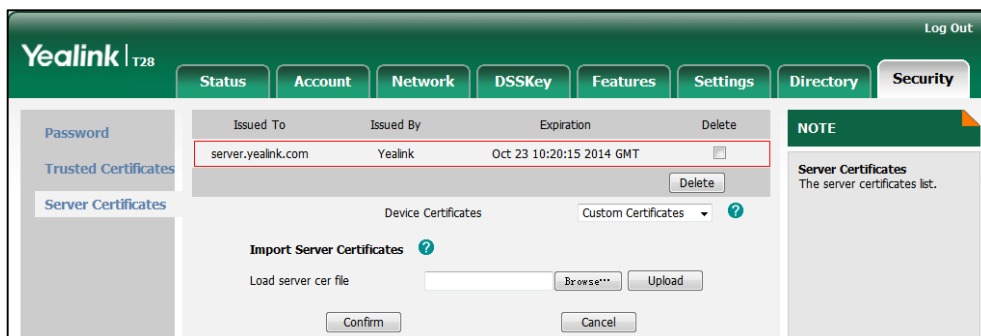 Log Out
Yealink T28
Status Account Network DSSKey Features Settings Directory Security
Password
Trusted Certificates
Server Certificates
Issued To Issued By Expiration Delete
server.yealink.com Yealink Oct 23 10:20:15 2014 GMT
Delete
Device Certificates Custom Certificates ?
Import Server Certificates ?
Load server cer file Browse... Upload
Confirm Cancel
NOTE
Server Certificates
The server certificates list.